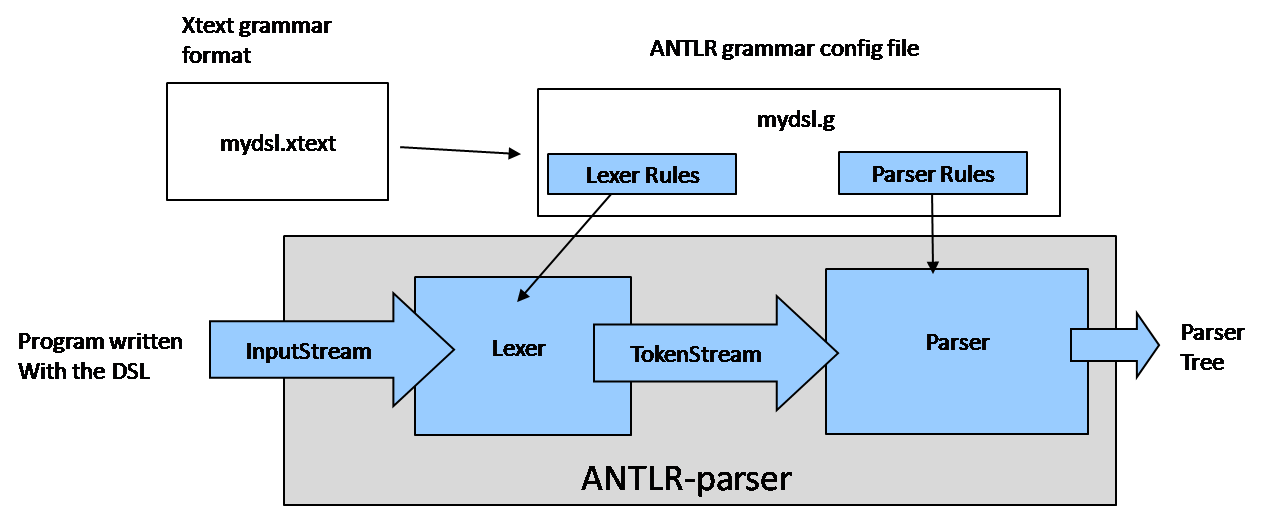 Xtext grammar
format
ANTLR grammar config file
mydsl.xtext
mydsl.g
Lexer Rules
Parser Rules
Program written
With the DSL
InputStream
Lexer
TokenStream
Parser
Parser
Tree
ANTLR-parser